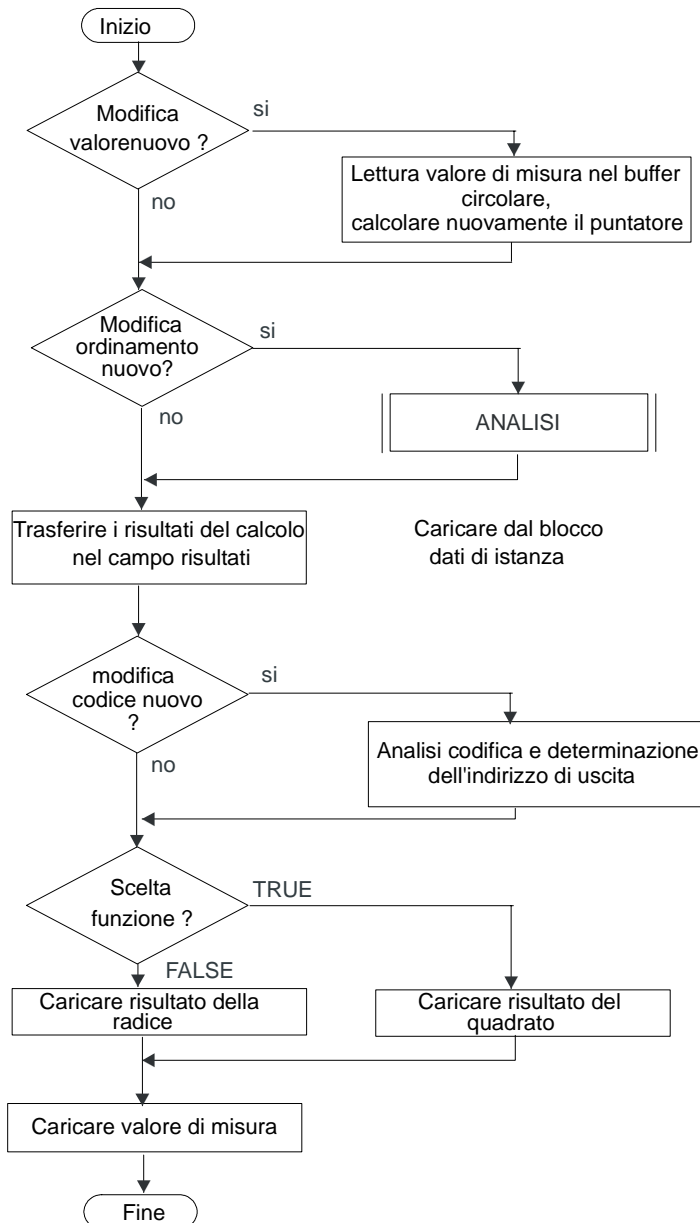 Inizio
Modifica
valorenuovo ?
si
no
Lettura valore di misura nel buffer
circolare,
calcolare nuovamente il puntatore
Modifica
ordinamento
nuovo?
si
no
ANALISI
Trasferire i risultati del calcolo
nel campo risultati
Caricare dal blocco
dati di istanza
modifica
codice nuovo
?
si
no
Analisi codifica e determinazione
dell'indirizzo di uscita
Scelta
funzione ?
TRUE
FALSE
Caricare risultato della
radice
Caricare risultato del
quadrato
Caricare valore di misura
Fine